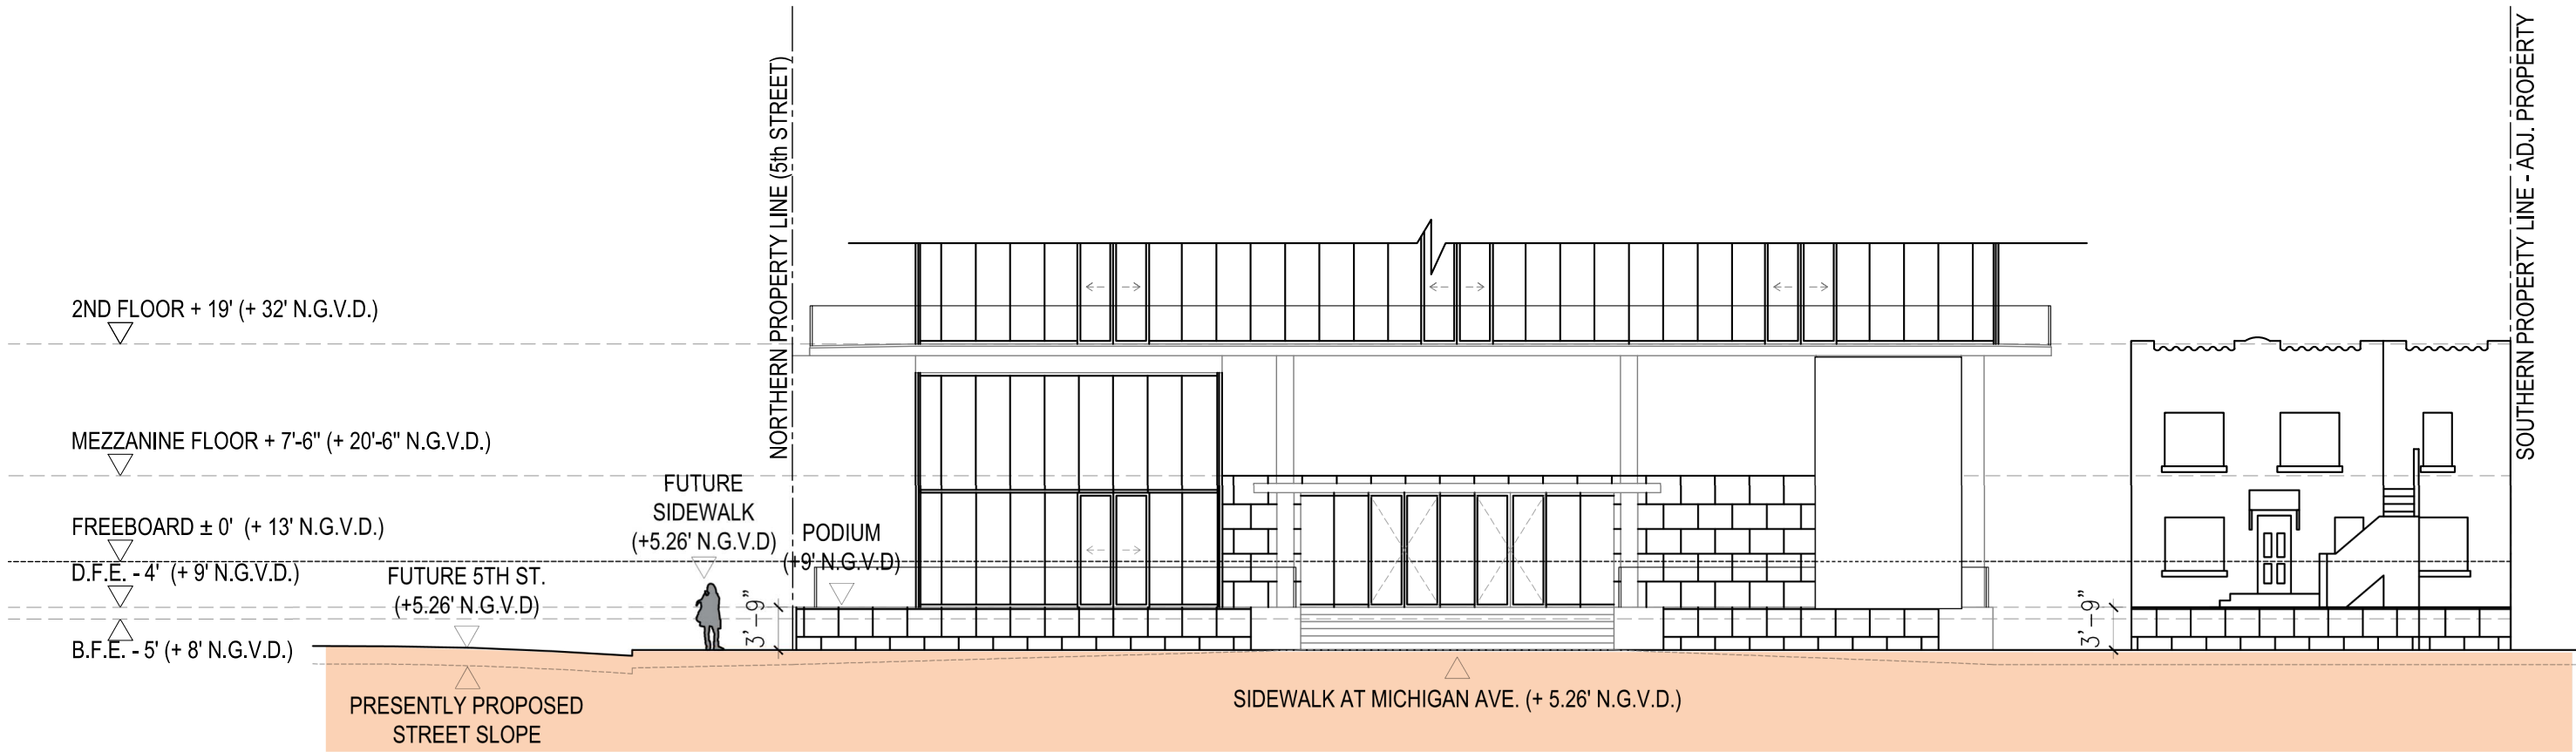 NORTHERN PROPERTY LINE (5th STREET)
SOUTHERN PROPERTY LINE - ADJ. PROPERTY
2ND FLOOR + 19' (+ 32' N.G.V.D.)
MEZZANINE FLOOR + 7'-6" (+ 20'-6" N.G.V.D.)
FREEBOARD ± 0' (+ 13' N.G.V.D.)
D.F.E. - 4' (+ 9' N.G.V.D.)
B.F.E. - 5' (+ 8' N.G.V.D.)
FUTURE 5TH ST.
(+5.26' N.G.V.D)
FUTURE
SIDEWALK
(+5.26' N.G.V.D)
PODIUM
(+9' N.G.V.D)
3'-9"
3'-9"
PRESENTLY PROPOSED
STREET SLOPE
SIDEWALK AT MICHIGAN AVE. (+ 5.26' N.G.V.D.)